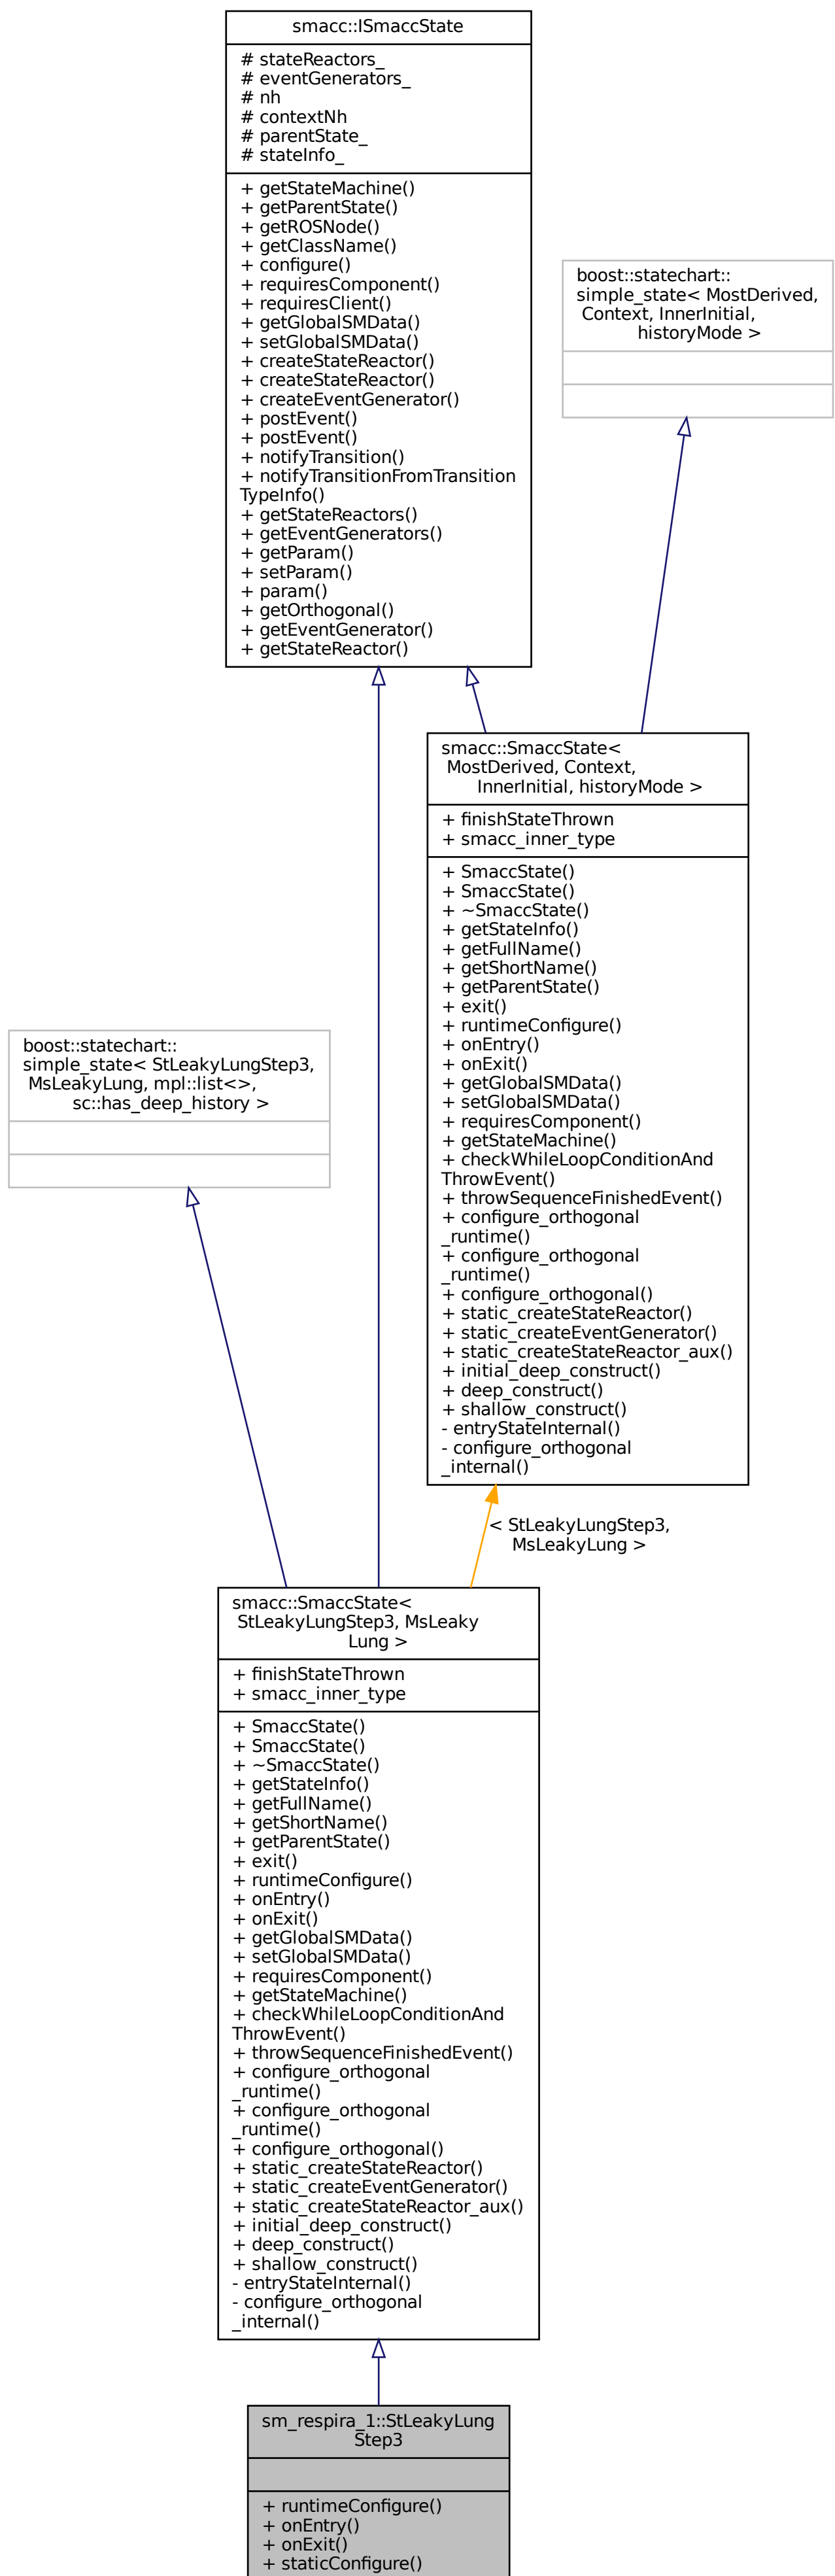 smacc::ISmaccState
# stateReactors_
# eventGenerators_
# nh
# contextNh
# parentState_
# stateInfo_
+ getStateMachine()
+ getParentState()
+ getROSNode()
+ getClassName()
+ configure()
+ requiresComponent()
+ requiresClient()
+ getGlobalSMData()
+ setGlobalSMData()
+ createStateReactor()
+ createStateReactor()
+ createEventGenerator()
+ postEvent()
+ postEvent()
+ notifyTransition()
+ notifyTransitionFromTransition
TypeInfo()
+ getStateReactors()
+ getEventGenerators()
+ getParam()
+ setParam()
+ param()
+ getOrthogonal()
+ getEventGenerator()
+ getStateReactor()
boost::statechart::
simple_state< MostDerived,
Context, InnerInitial,
historyMode >
smacc::SmaccState<
MostDerived, Context,
InnerInitial, historyMode >
+ finishStateThrown
+ smacc_inner_type
+ SmaccState()
+ SmaccState()
+ ~SmaccState()
+ getStateInfo()
+ getFullName()
+ getShortName()
+ getParentState()
+ exit()
+ runtimeConfigure()
+ onEntry()
+ onExit()
+ getGlobalSMData()
+ setGlobalSMData()
+ requiresComponent()
+ getStateMachine()
+ checkWhileLoopConditionAnd
ThrowEvent()
+ throwSequenceFinishedEvent()
+ configure_orthogonal
_runtime()
+ configure_orthogonal
_runtime()
+ configure_orthogonal()
+ static_createStateReactor()
+ static_createEventGenerator()
+ static_createStateReactor_aux()
+ initial_deep_construct()
+ deep_construct()
+ shallow_construct()
- entryStateInternal()
- configure_orthogonal
_internal()
boost::statechart::
simple_state< StLeakyLungStep3,
MsLeakyLung, mpl::list<>,
sc::has_deep_history >
< StLeakyLungStep3,
MsLeakyLung >
smacc::SmaccState<
StLeakyLungStep3, MsLeaky
Lung >
+ finishStateThrown
+ smacc_inner_type
+ SmaccState()
+ SmaccState()
+ ~SmaccState()
+ getStateInfo()
+ getFullName()
+ getShortName()
+ getParentState()
+ exit()
+ runtimeConfigure()
+ onEntry()
+ onExit()
+ getGlobalSMData()
+ setGlobalSMData()
+ requiresComponent()
+ getStateMachine()
+ checkWhileLoopConditionAnd
ThrowEvent()
+ throwSequenceFinishedEvent()
+ configure_orthogonal
_runtime()
+ configure_orthogonal
_runtime()
+ configure_orthogonal()
+ static_createStateReactor()
+ static_createEventGenerator()
+ static_createStateReactor_aux()
+ initial_deep_construct()
+ deep_construct()
+ shallow_construct()
- entryStateInternal()
- configure_orthogonal
_internal()
sm_respira_1::StLeakyLung
Step3
+ runtimeConfigure()
+ onEntry()
+ onExit()
+ staticConfigure()